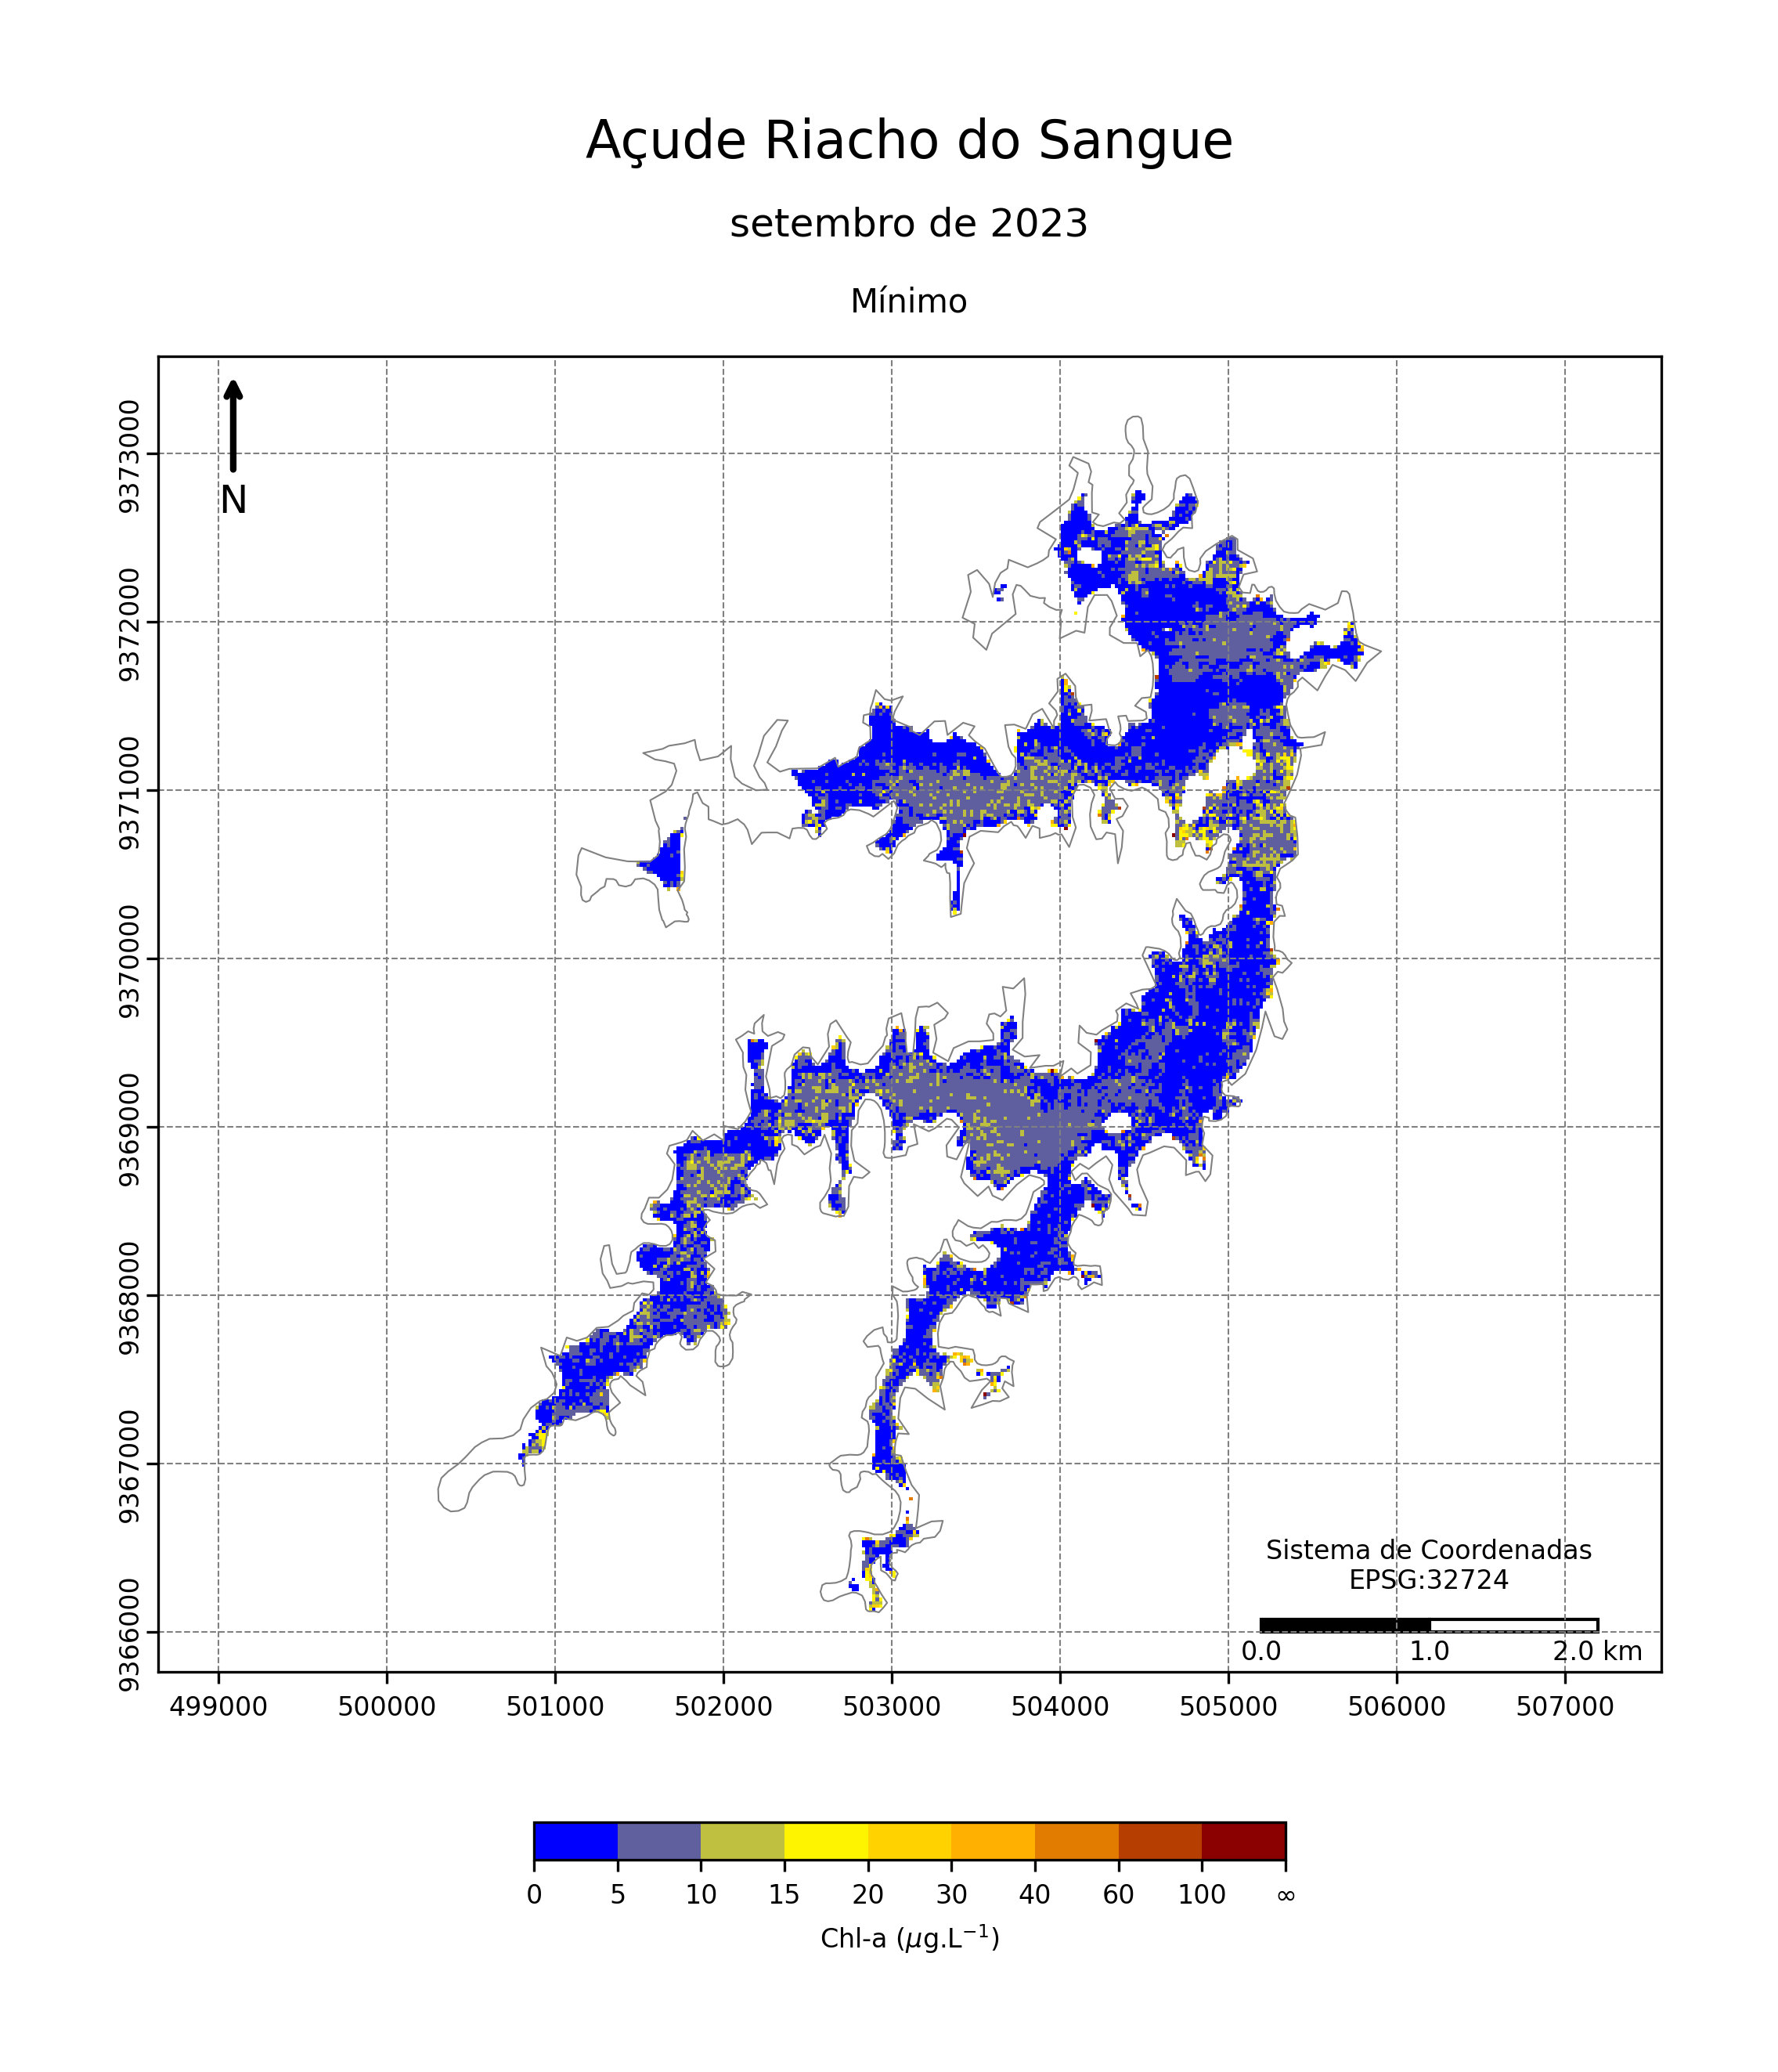 Açude Riacho do Sangue
setembro de 2023
Mínimo
N
9373000
9372000
9371000
9370000
9369000
9368000
9367000
9366000
Sistema de Coordenadas
EPSG:32724
0.0 1.0 2.0 km
499000 500000 501000 502000 503000 504000 505000 506000 507000
0 5 10 15 20 30 40 60 100 ∞
Chl-a (μg.L⁻¹)